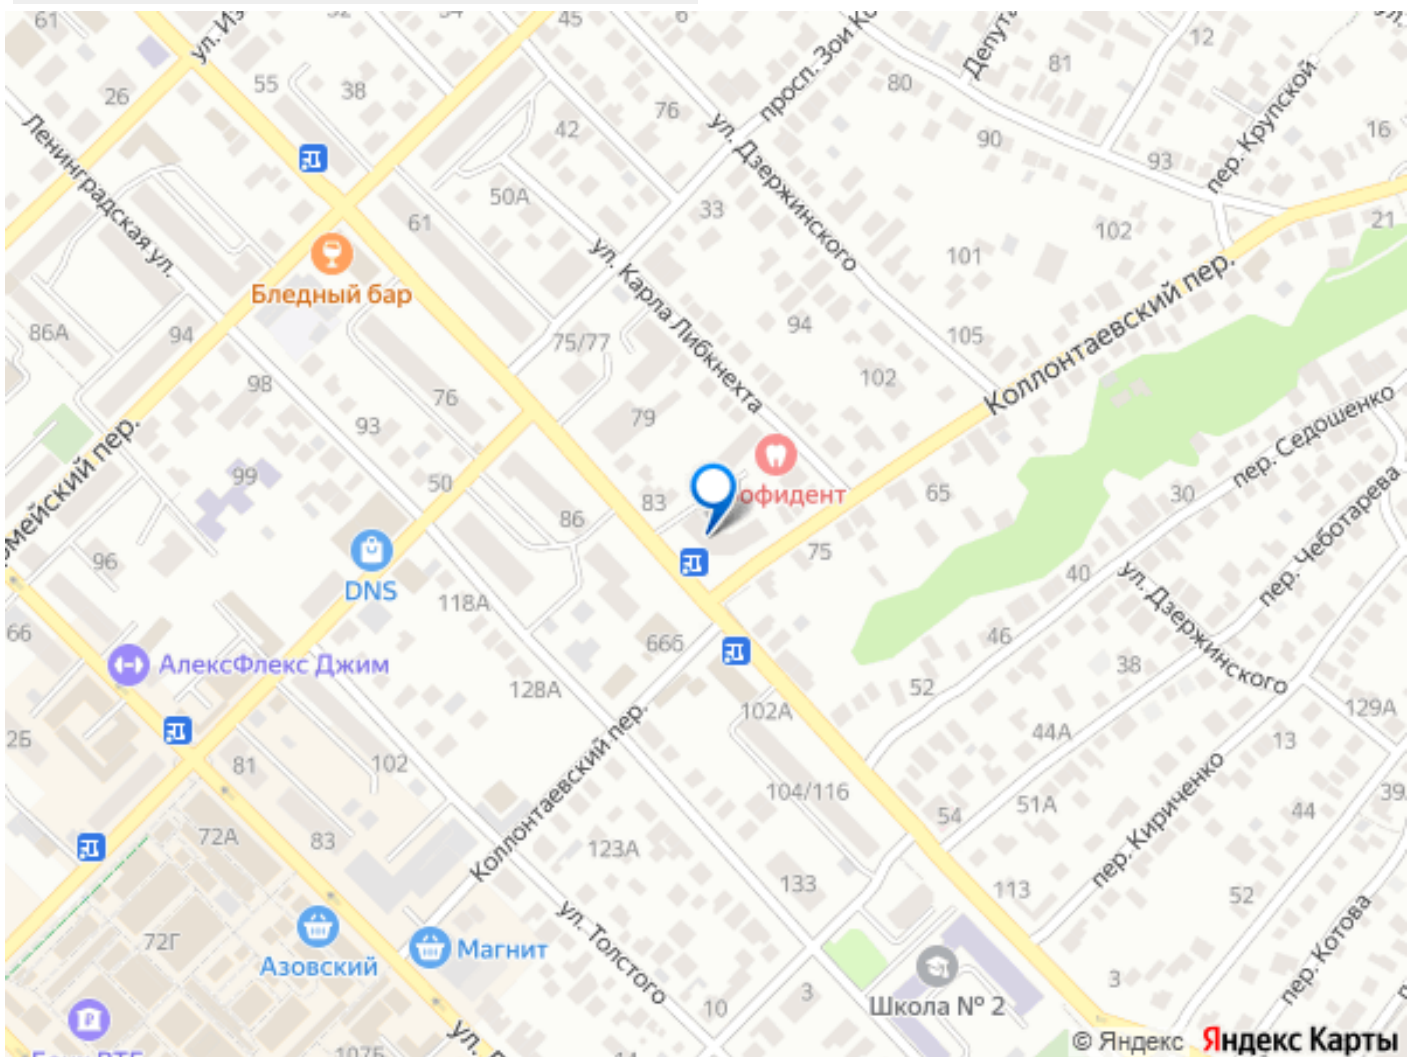 61
ул. Из
52
54
45
6
просп. Зои Ко
Депута
12
81
80
55
38
26
42
76
90
93
пер. Крупской
16
Ленинградская ул.
ул. Дзержинского
50А
33
61
102
21
101
ул. Карла Либкнехта
Бледный бар
86А
94
75/77
94
105
Коллонтаевский пер.
98
76
102
93
79
пер. Седошенко
мейский пер.
99
50
83
офидент
65
30
пер. Чеботарева
86
96
DNS
75
40
ул. Дзержинского
118А
66
АлексФлекс Джим
66б
46
38
128А
52
102А
129А
2Б
81
102
Коллонтаевский пер.
44А
13
104/116
51А
54
пер. Кириченко
44
39
72А
83
123А
133
113
52
72Г
Азовский
Магнит
ул. Толстого
пер. Котова
Школа № 2
3
3
10
107Б
14
© Яндекс Яндекс Карты